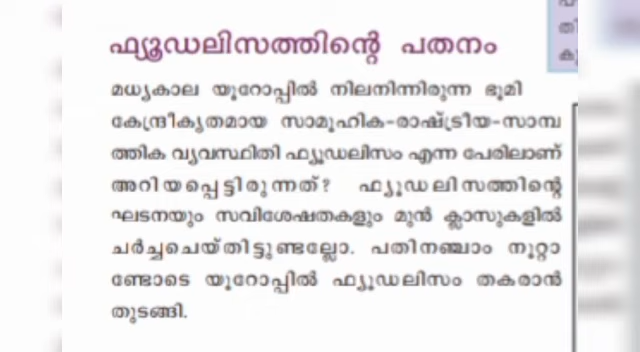 ഫ്യൂഡലിസത്തിന്റെ പതനം
മധ്യകാല യൂറോപ്പിൽ നിലനിന്നിരുന്ന ഭൂമി
കേന്ദ്രീകൃതമായ സാമൂഹിക-രാഷ്ട്രീയ-സാമ്പ
ത്തിക വ്യവസ്ഥിതി ഫ്യൂഡലിസം എന്ന പേരിലാണ്
അറിയപ്പെട്ടിരുന്നത്? ഫ്യൂഡലിസത്തിന്റെ
ഘടനയും സവിശേഷതകളും മുൻ ക്ലാസുകളിൽ
ചർച്ചചെയ്തിട്ടുണ്ടല്ലോ. പതിനഞ്ചാം നൂറ്റാ
ണ്ടോടെ യൂറോപ്പിൽ ഫ്യൂഡലിസം തകരാൻ
തുടങ്ങി.